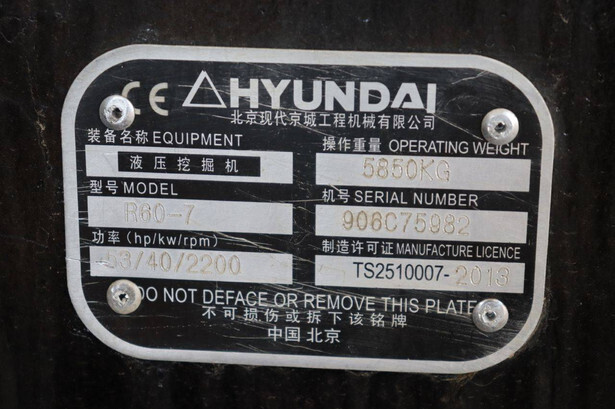 CE HYUNDAI
北京现代京城工程机械有限公司
装备名称 EQUIPMENT
液压挖掘机
操作重量 OPERATING WEIGHT
5850KG
型号 MODEL
R60-7
机号 SERIAL NUMBER
906C75982
功率 (hp/kw/rpm)
53/40/2200
制造许可证 MANUFACTURE LICENCE
TS2510007-2013
DO NOT DEFACE OR REMOVE THIS PLATE
不可损伤或拆下该铭牌
中国 北京